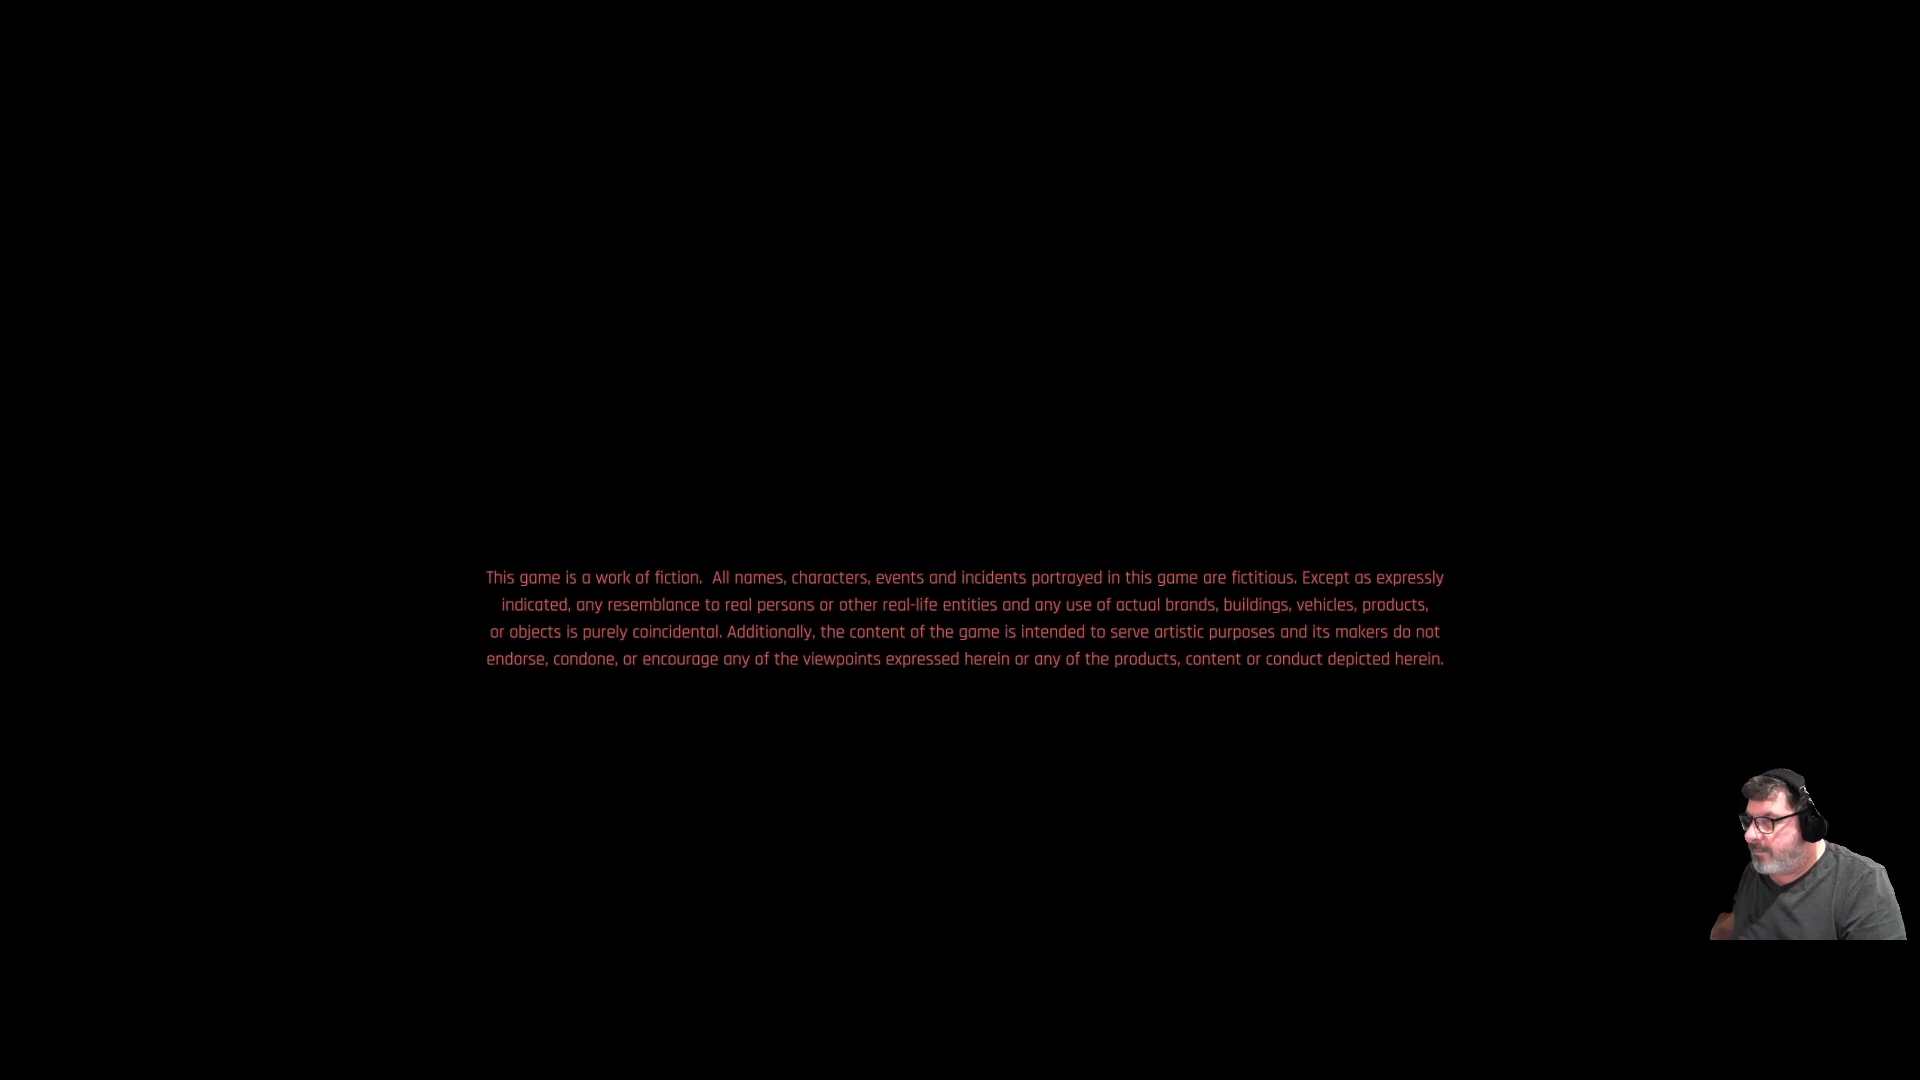 This game is a work of fiction.  All names, characters, events and incidents portrayed in this game are fictitious. Except as expressly
indicated, any resemblance to real persons or other real-life entities and any use of actual brands, buildings, vehicles, products,
or objects is purely coincidental. Additionally, the content of the game is intended to serve artistic purposes and its makers do not
endorse, condone, or encourage any of the viewpoints expressed herein or any of the products, content or conduct depicted herein.